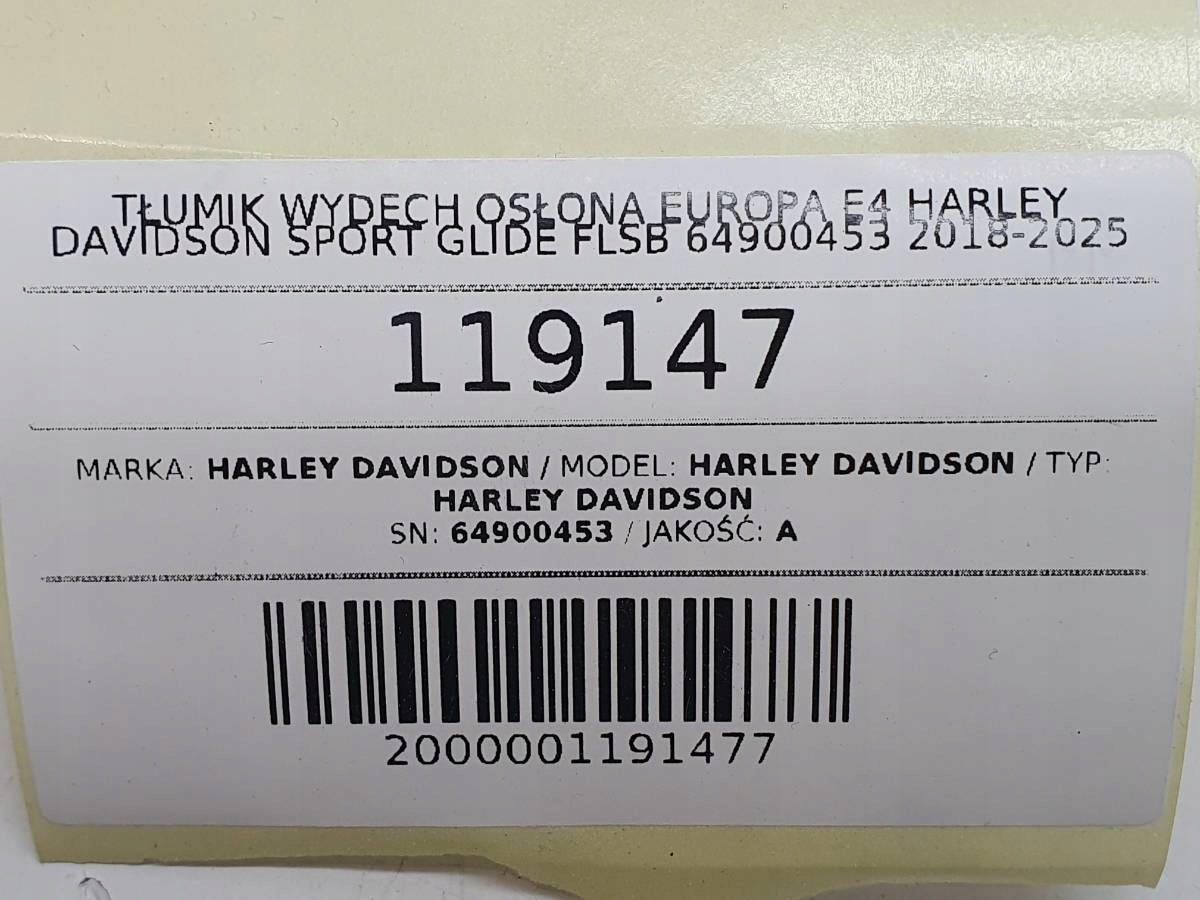 TŁUMIK WYDECH OSŁONA EUROPA E4 HARLEY
DAVIDSON SPORT GLIDE FLSB 64900453 2018-2025
119147
MARKA: HARLEY DAVIDSON / MODEL: HARLEY DAVIDSON / TYP:
HARLEY DAVIDSON
SN: 64900453 / JAKOŚĆ: A
2000001191477